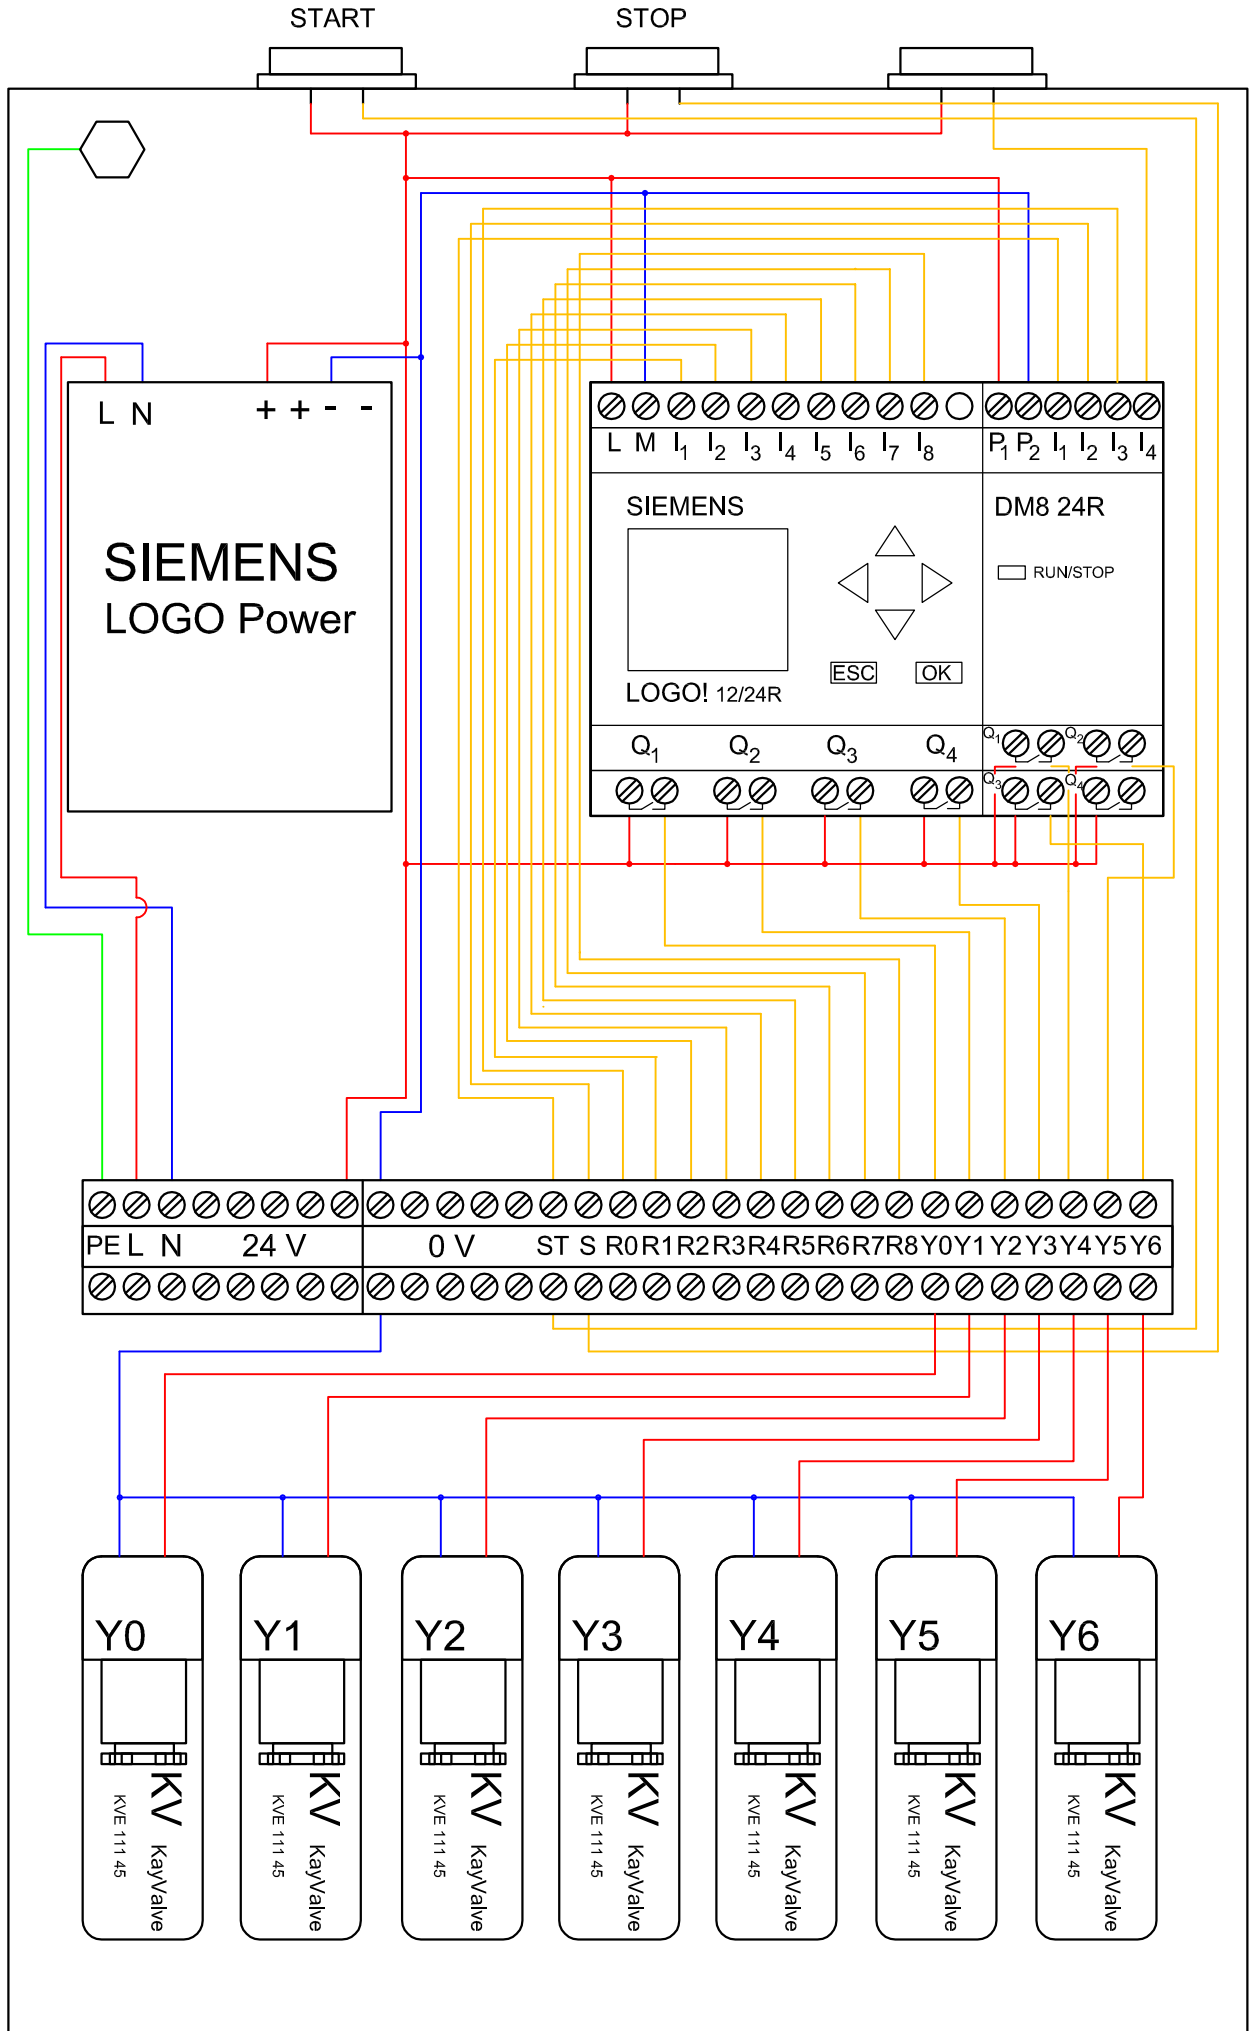 START STOP
L N + + - -
L M I1 I2 I3 I4 I5 I6 I7 I8 P1 P2 I1 I2 I3 I4
SIEMENS
DM8 24R
SIEMENS
LOGO Power
RUN/STOP
ESC OK
LOGO! 12/24R
Q1 Q2 Q3 Q4
Q1 Q2
Q3 Q4
PE L N 24 V 0 V ST S R0 R1 R2 R3 R4 R5 R6 R7 R8 Y0 Y1 Y2 Y3 Y4 Y5 Y6
Y0 Y1 Y2 Y3 Y4 Y5 Y6
KV KayValve
KVE 111 45
KV KayValve
KVE 111 45
KV KayValve
KVE 111 45
KV KayValve
KVE 111 45
KV KayValve
KVE 111 45
KV KayValve
KVE 111 45
KV KayValve
KVE 111 45